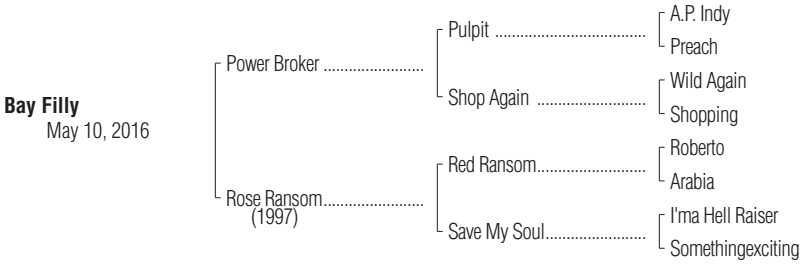 A.P. Indy
Pulpit ....................................
Preach
Power Broker ........................
Wild Again
Shop Again ..........................
Shopping
Bay Filly
May 10, 2016
Roberto
Red Ransom..........................
Arabia
Rose Ransom........................
(1997)
I'ma Hell Raiser
Save My Soul........................
Somethingexciting